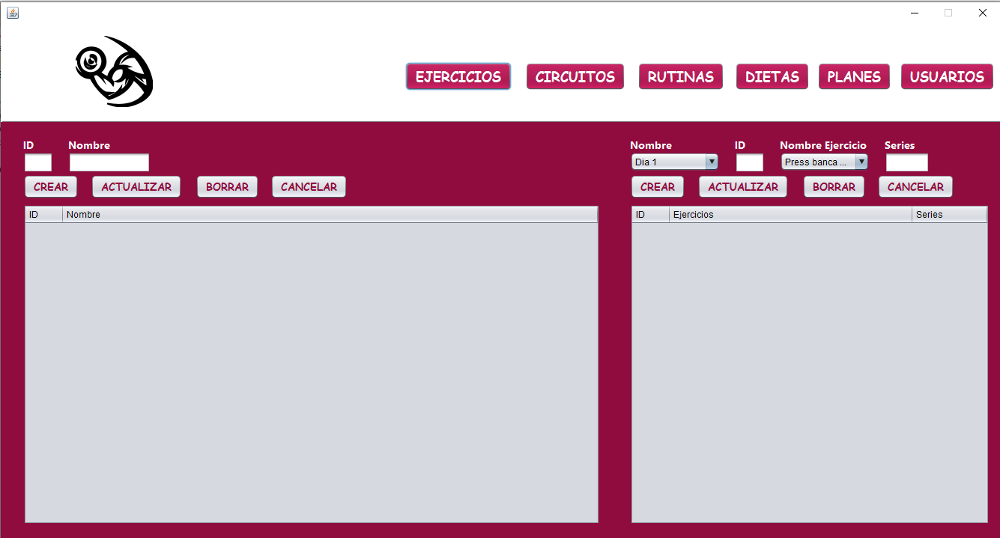 EJERCICIOS CIRCUITOS RUTINAS DIETAS PLANES USUARIOS
ID Nombre
CREAR ACTUALIZAR BORRAR CANCELAR
ID Nombre
Nombre ID Nombre Ejercicio Series
Dia 1 Press banca ...
CREAR ACTUALIZAR BORRAR CANCELAR
ID Ejercicios Series